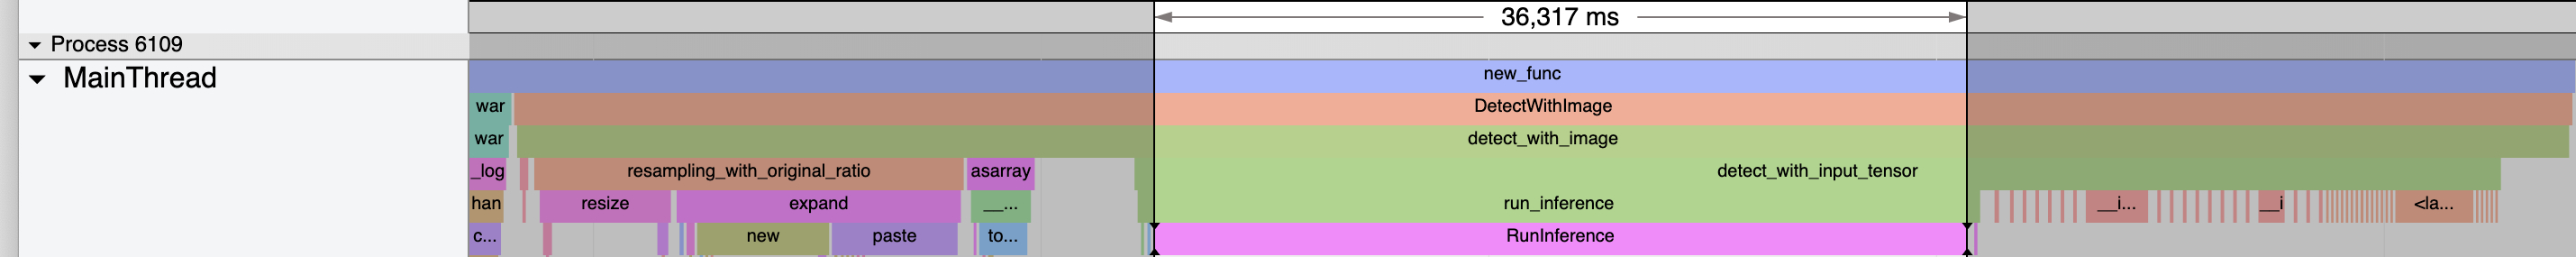 36,317 ms
Process 6109
MainThread
new_func
war DetectWithImage
war detect_with_image
_log resampling_with_original_ratio asarray detect_with_input_tensor
han resize expand __... run_inference __i... __i <la...
c... new paste to... RunInference